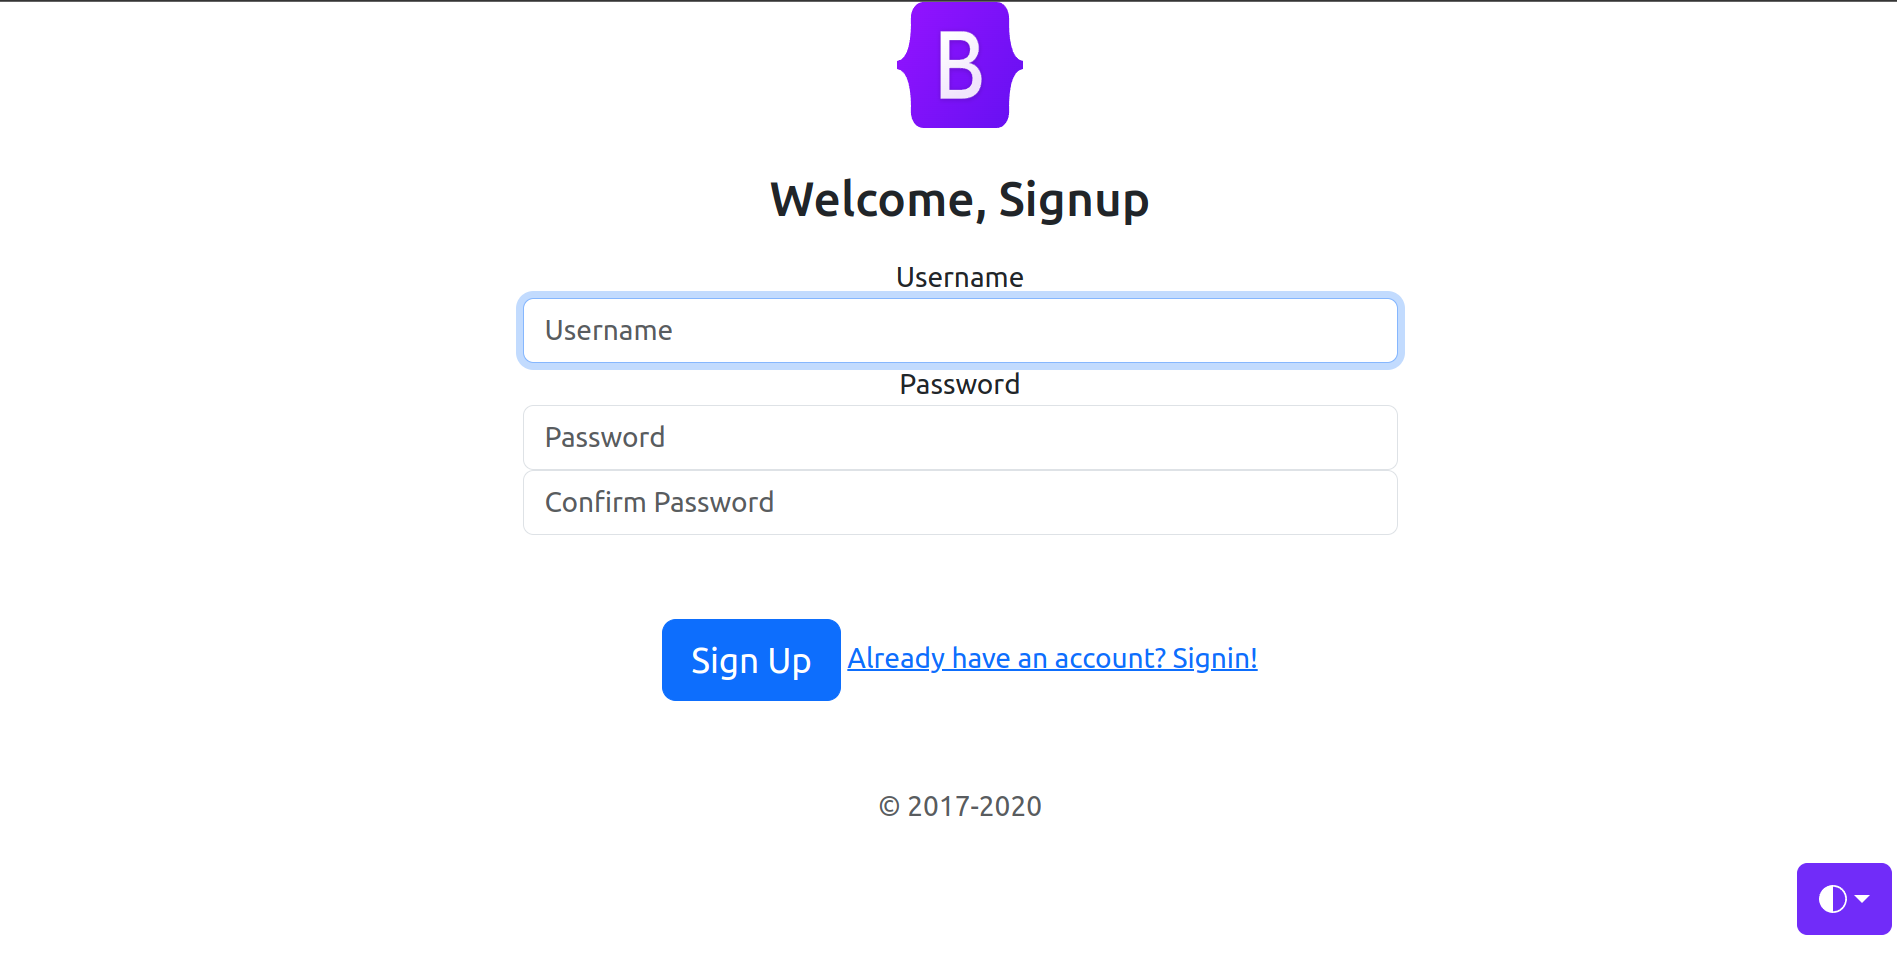 B
Welcome, Signup
Username
Username
Password
Password
Confirm Password
Sign Up Already have an account? Signin!
© 2017-2020